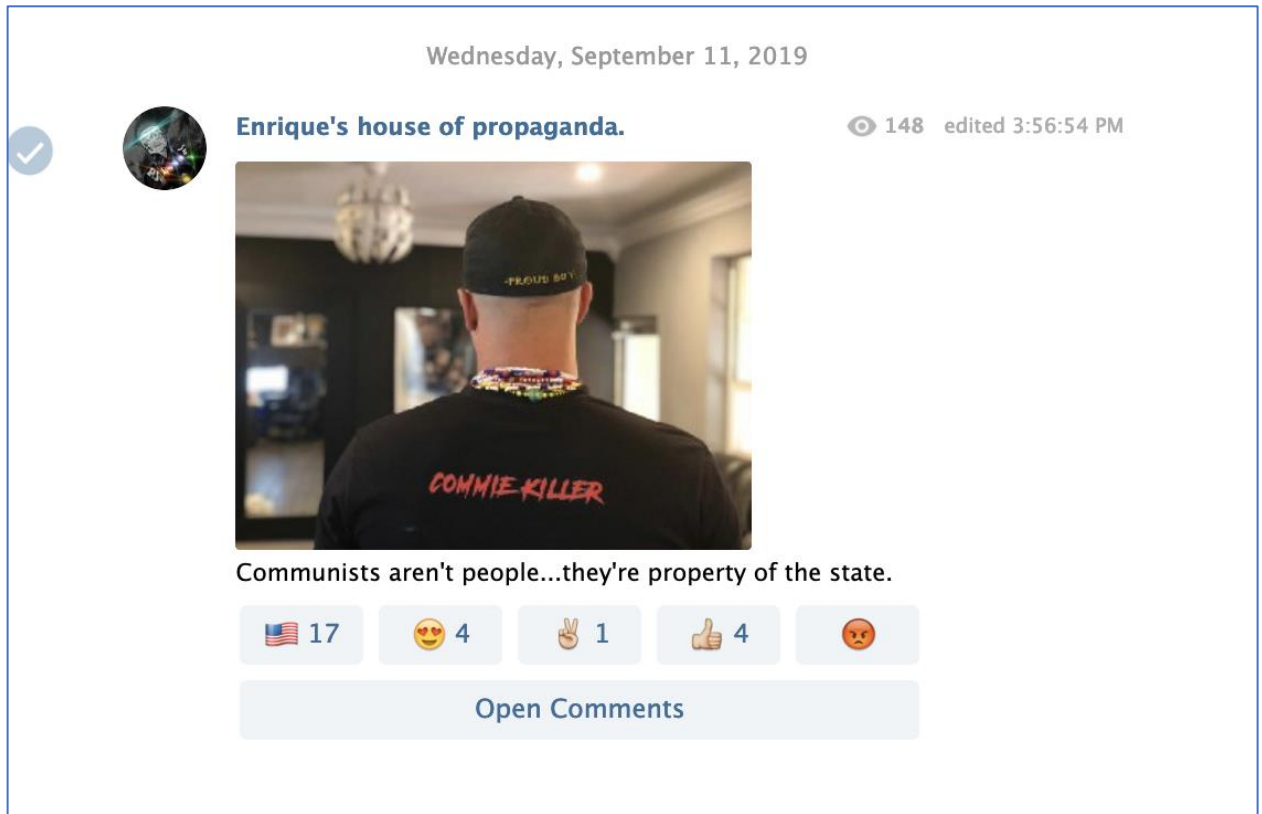 Wednesday, September 11, 2019
Enrique's house of propaganda.
148 edited 3:56:54 PM
-PROUD BOY-
COMMIE KILLER
Communists aren't people...they're property of the state.
17
4
1
4
Open Comments